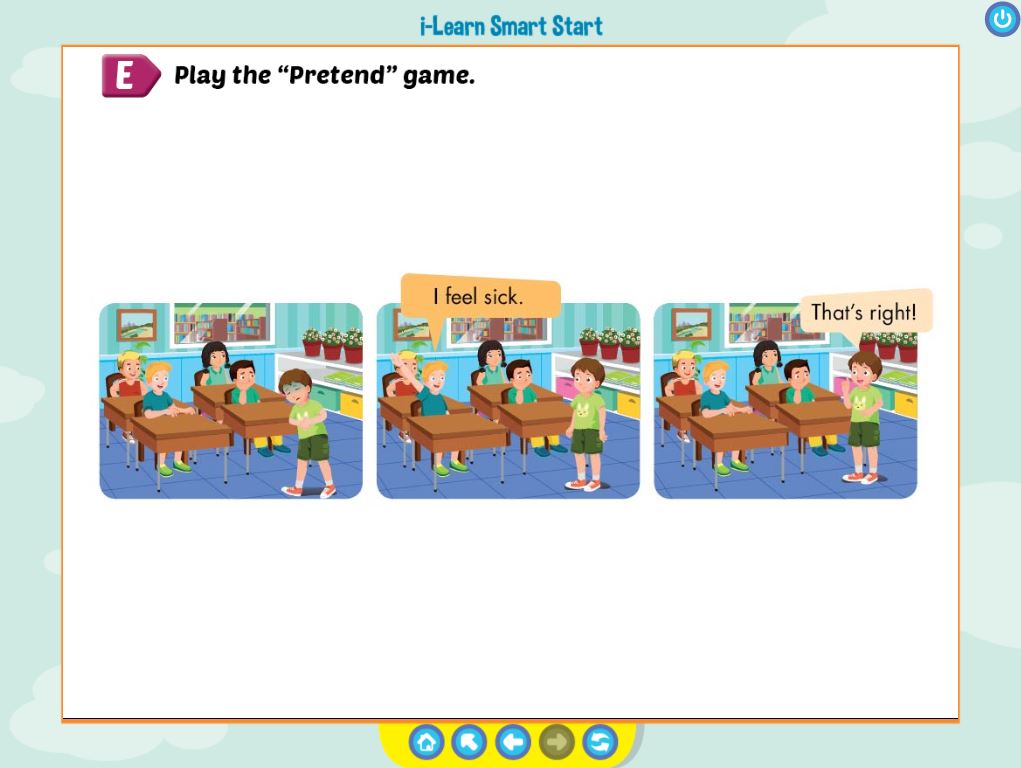 i-Learn Smart Start
E Play the “Pretend” game.
I feel sick.
That's right!